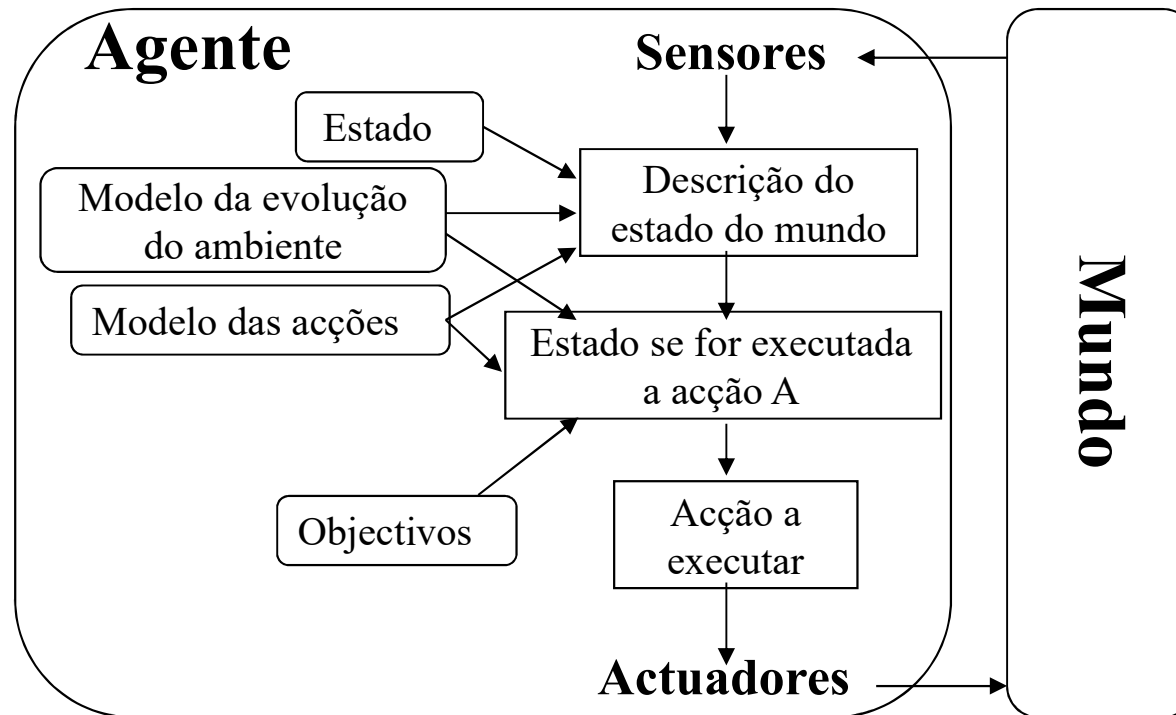 Agente
Sensores
Estado
Descrição do
estado do mundo
Modelo da evolução
do ambiente
Modelo das acções
Estado se for executada
a acção A
Objectivos
Acção a
executar
Actuadores
Mundo